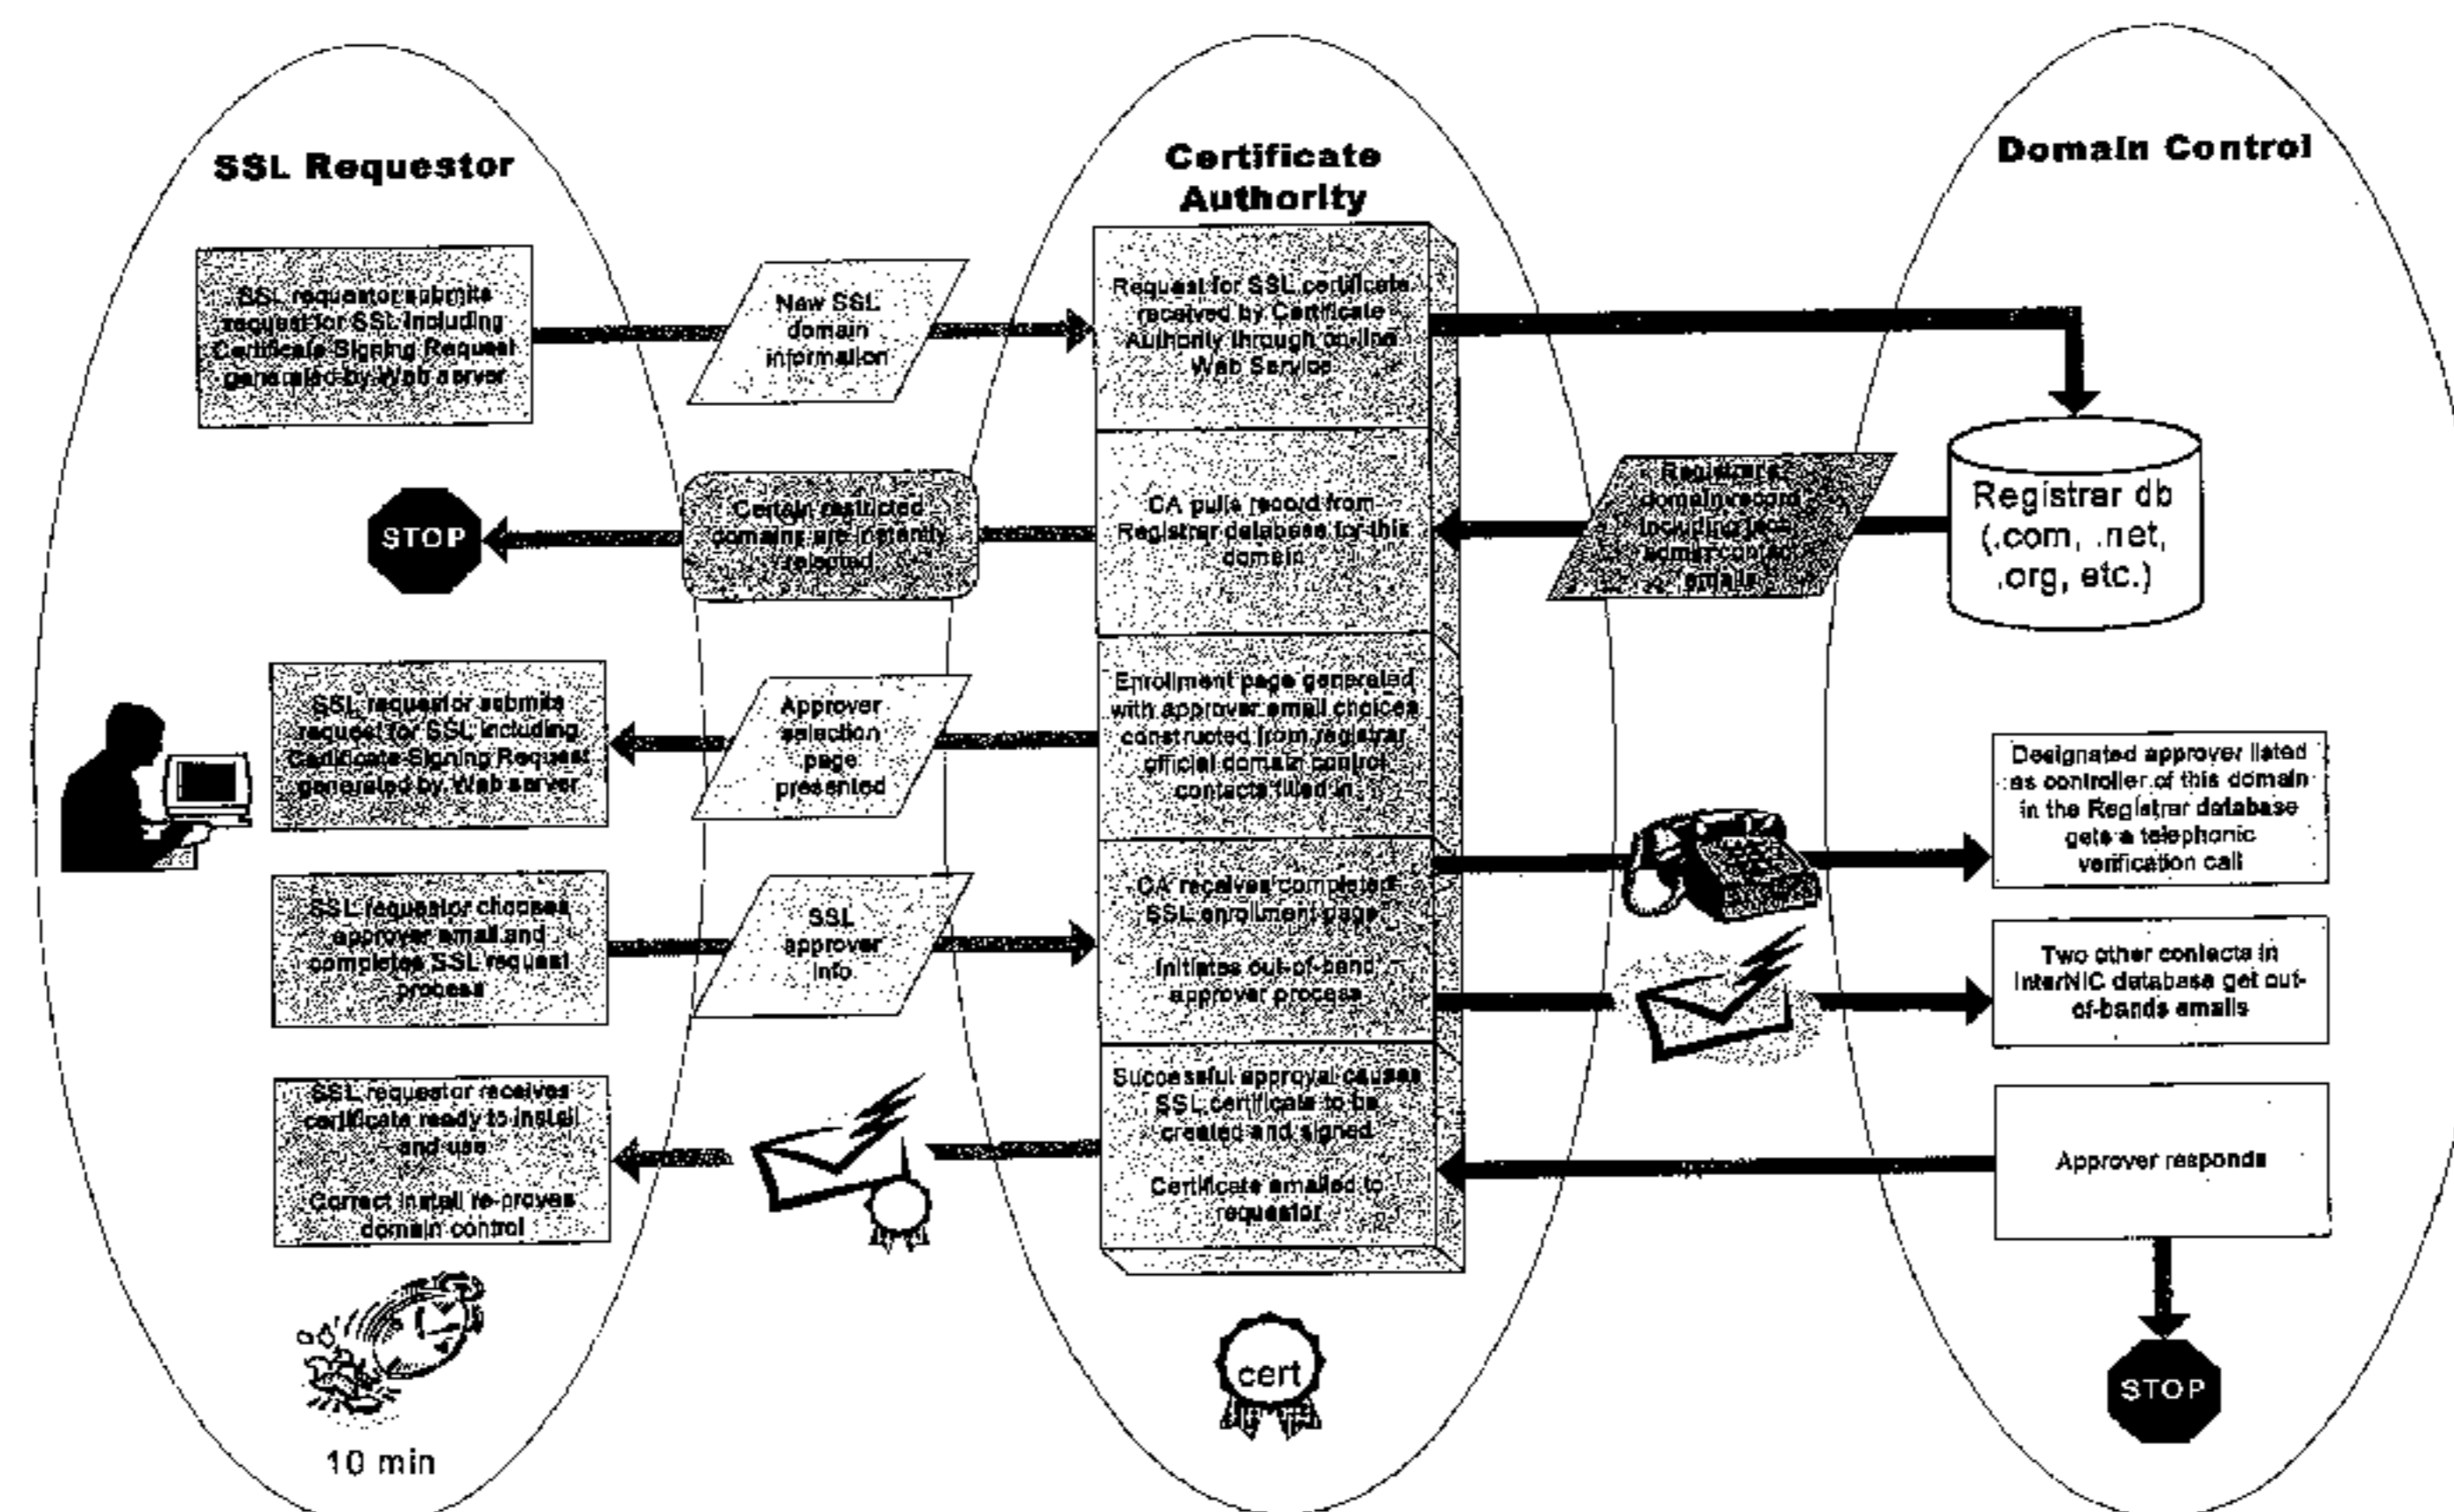 SSL Requestor
Certificate
Authority
Domain Control
SSL requestor submits
request for SSL including
Certificate Signing Request
generated by Web server
New SSL
domain
information
Request for SSL certificate
received by Certificate
Authority through on-line
Web Service
STOP
Certain restricted
domains are instantly
rejected
CA pulls record from
Registrar database for this
domain
Registrars'
domain record
including tech,
admin contact
emails
Registrar db
(.com, .net,
.org, etc.)
SSL requestor submits
request for SSL including
Certificate Signing Request
generated by Web server
Approver
selection
page
presented
Enrollment page generated
with approver email choices
constructed from registrar
official domain control
contacts filled in
Designated approver listed
as controller of this domain
in the Registrar database
gets a telephonic
verification call
SSL requestor chooses
approver email and
completes SSL request
process
SSL
approver
info
CA receives completed
SSL enrollment page
Initiates out-of-band
approver process
Two other contacts in
InterNIC database get out-
of-bands emails
SSL requestor receives
certificate ready to install
and use
Correct install re-proves
domain control
Successful approval causes
SSL certificate to be
created and signed
Certificate emailed to
requestor
Approver responds
10 min
cert
STOP